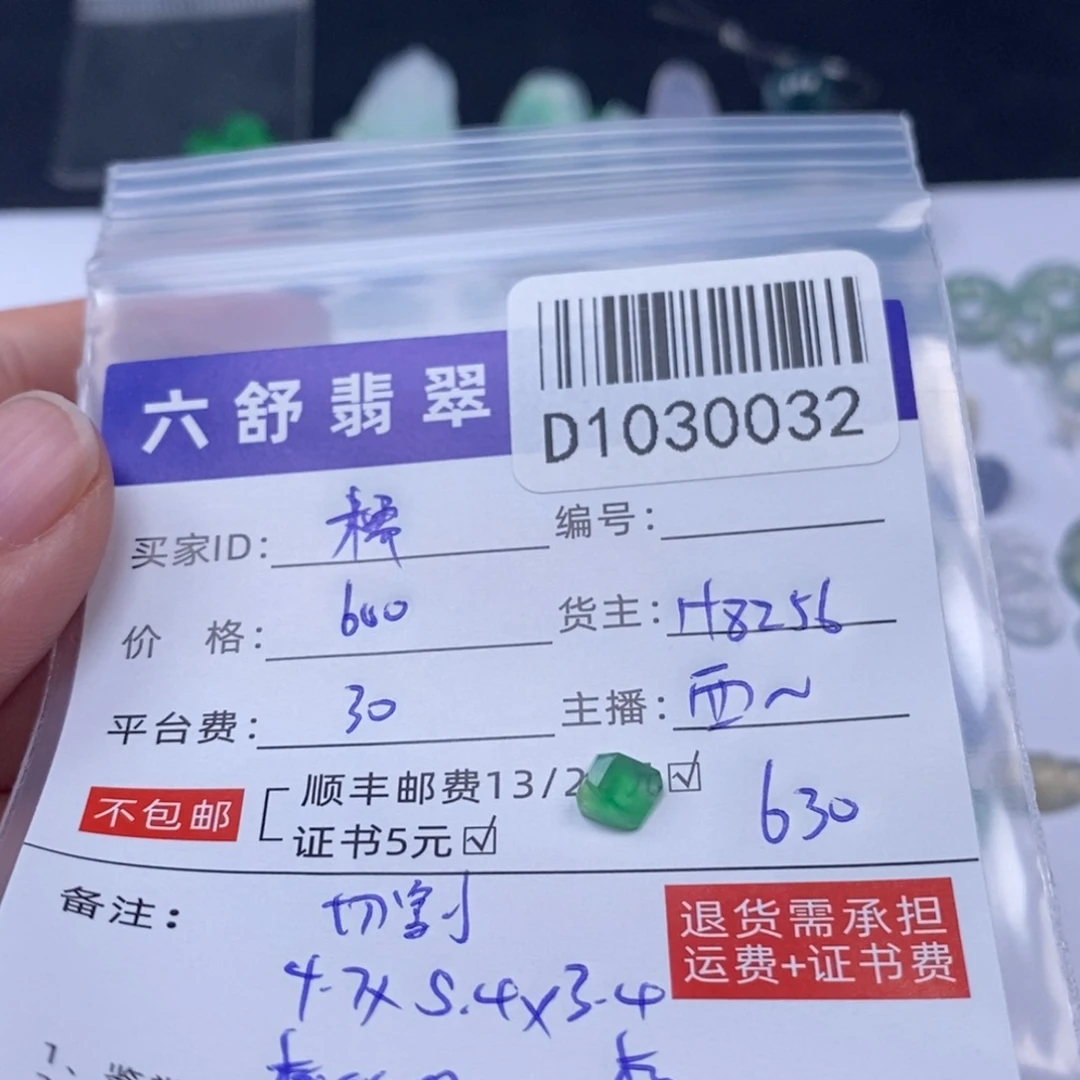 六舒翡翠
D1030032
买家ID:
编号:
价 格: 600
货主: H8256
平台费: 30
主播: 西~
不包邮
顺丰邮费13/2
证书5元☑
630
备注: 切割
4.7x5.4x3.4
退货需承担
运费+证书费
1、